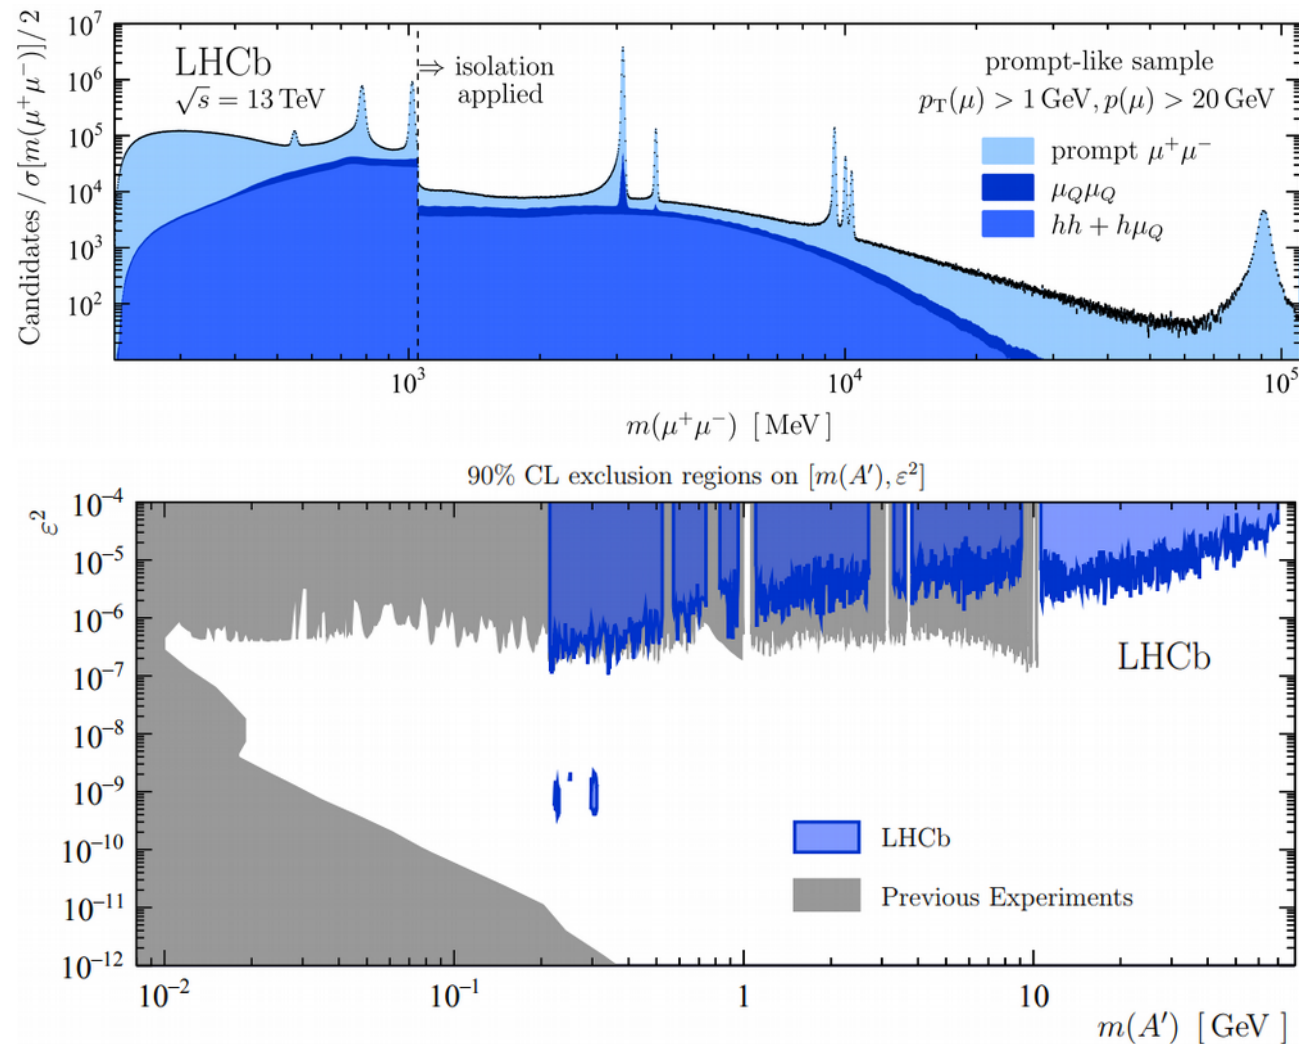 LHCb
√s = 13 TeV
⇒ isolation
applied
prompt-like sample
pT(μ) > 1 GeV, p(μ) > 20 GeV
prompt μ⁺μ⁻
μQμQ
hh + hμQ
Candidates / σ[m(μ⁺μ⁻)]/2
10⁷
10⁶
10⁵
10⁴
10³
10²
10³ 10⁴ 10⁵
m(μ⁺μ⁻) [ MeV ]
90% CL exclusion regions on [m(A′), ε²]
ε²
10⁻⁴
10⁻⁵
10⁻⁶
10⁻⁷
10⁻⁸
10⁻⁹
10⁻¹⁰
10⁻¹¹
10⁻¹²
LHCb
LHCb
Previous Experiments
10⁻² 10⁻¹ 1 10
m(A′) [ GeV ]